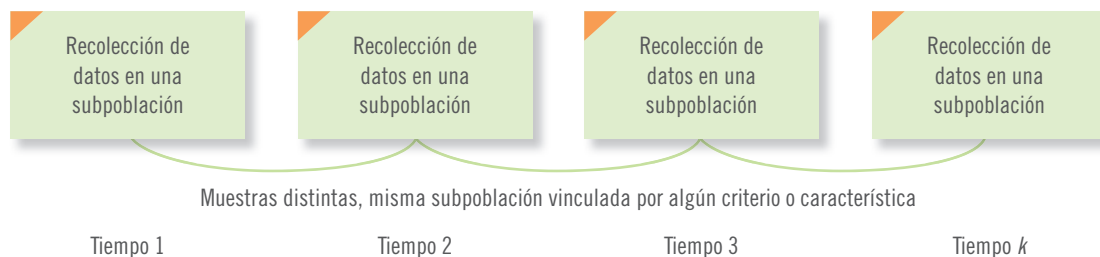 Recolección de
datos en una
subpoblación
Recolección de
datos en una
subpoblación
Recolección de
datos en una
subpoblación
Recolección de
datos en una
subpoblación
Muestras distintas, misma subpoblación vinculada por algún criterio o característica
Tiempo 1
Tiempo 2
Tiempo 3
Tiempo k